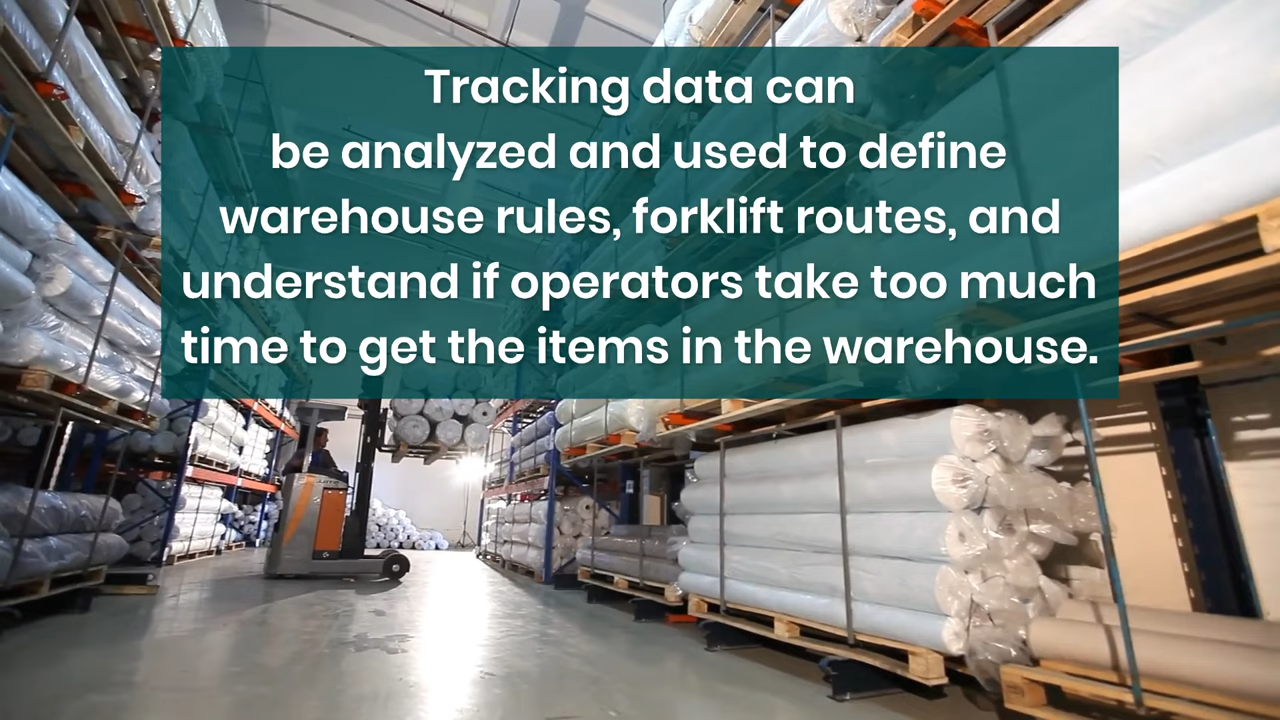 Tracking data can
be analyzed and used to define
warehouse rules, forklift routes, and
understand if operators take too much
time to get the items in the warehouse.